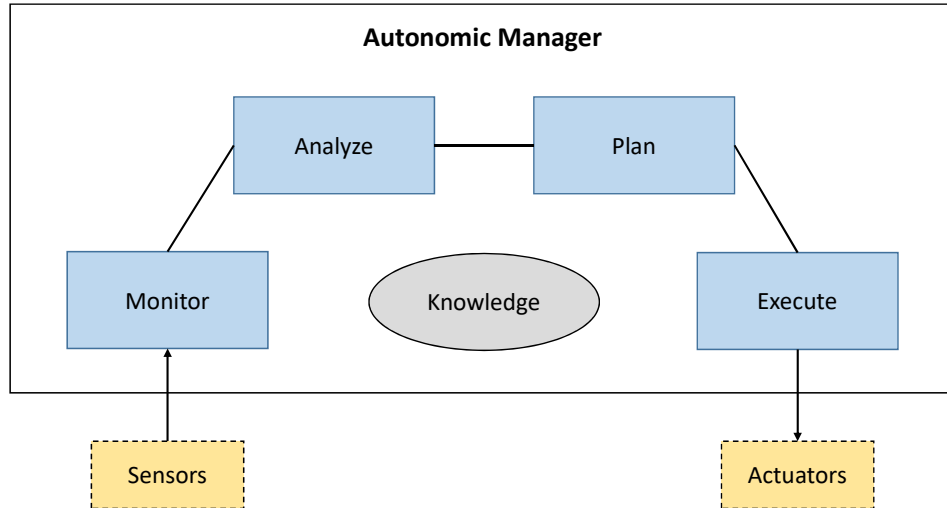 Autonomic Manager
Analyze
Plan
Monitor
Knowledge
Execute
Sensors
Actuators